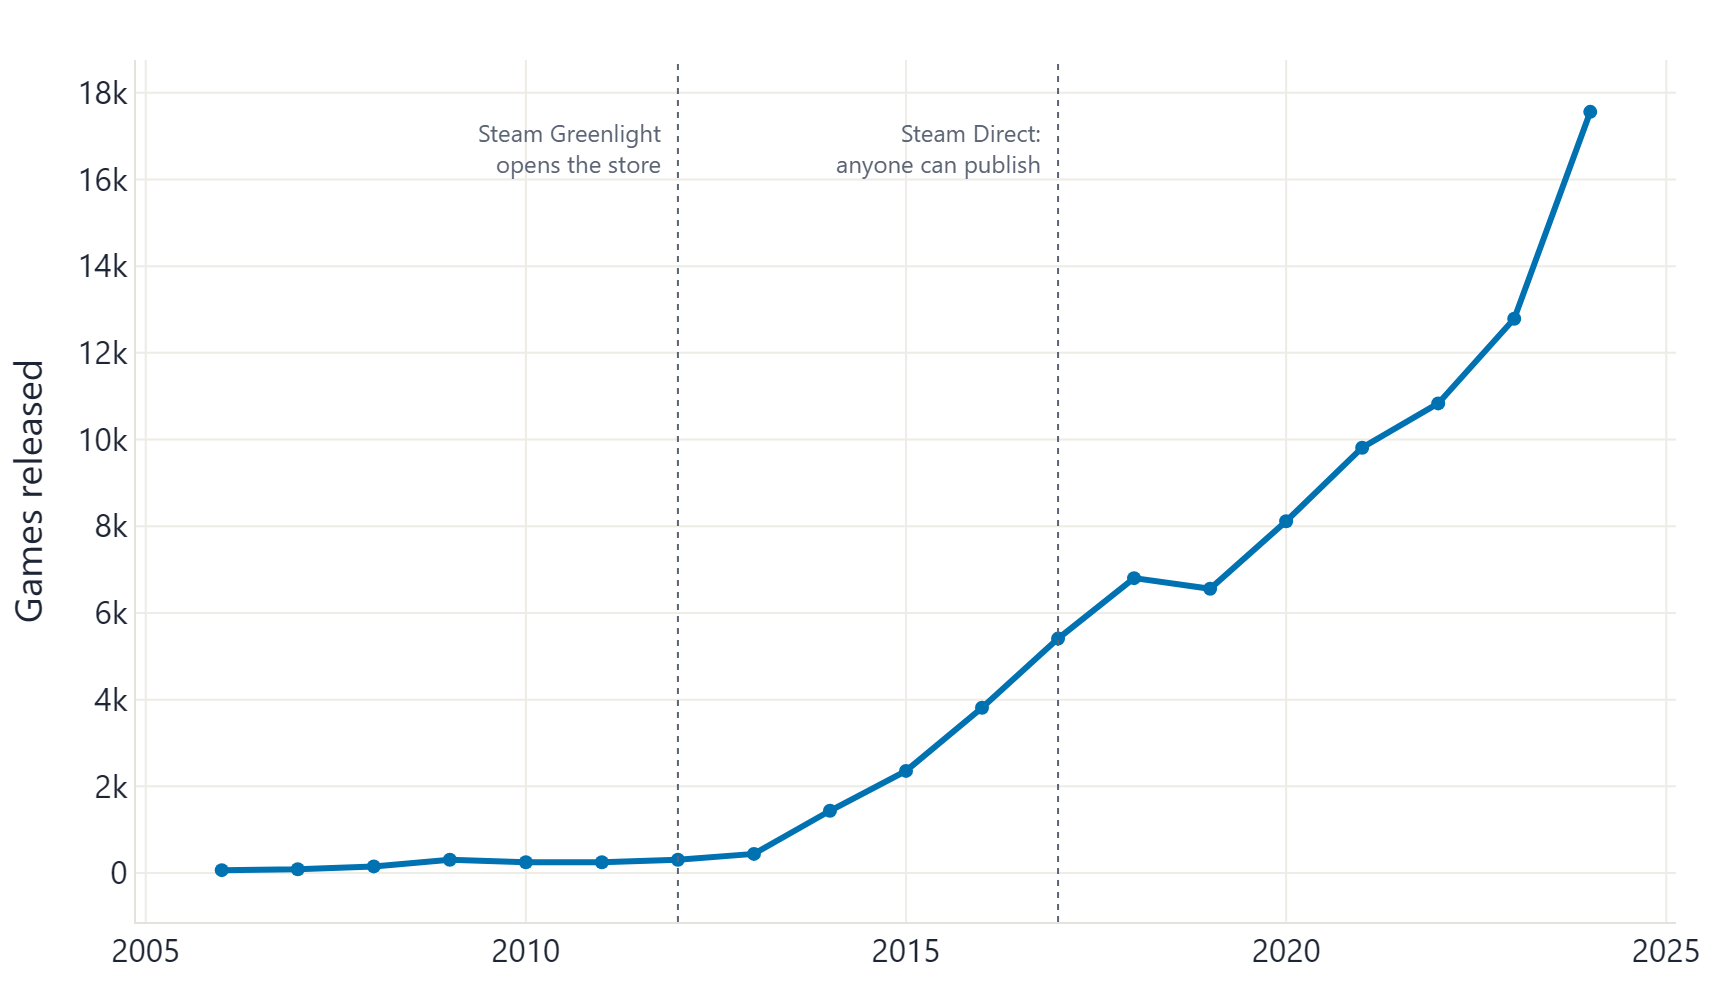 Games released
18k
16k
14k
12k
10k
8k
6k
4k
2k
0
Steam Greenlight
opens the store
Steam Direct:
anyone can publish
2005
2010
2015
2020
2025